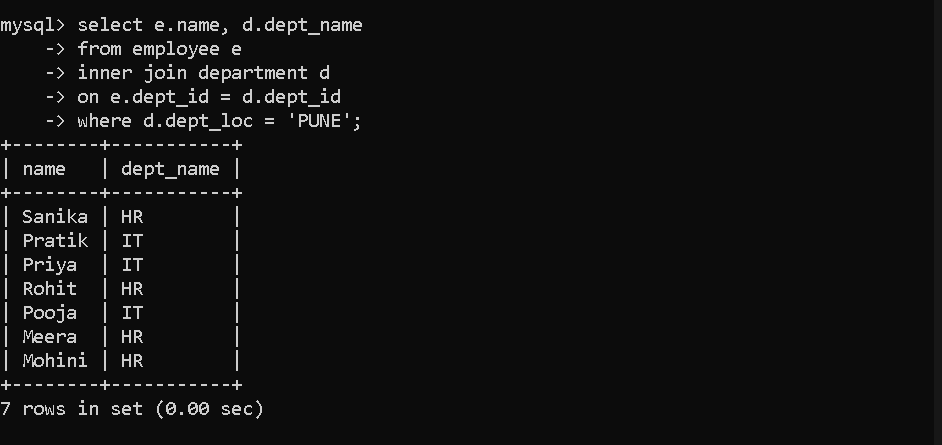 mysql> select e.name, d.dept_name
    -> from employee e
    -> inner join department d
    -> on e.dept_id = d.dept_id
    -> where d.dept_loc = 'PUNE';
+--------+-----------+
| name   | dept_name |
+--------+-----------+
| Sanika | HR        |
| Pratik | IT        |
| Priya  | IT        |
| Rohit  | HR        |
| Pooja  | IT        |
| Meera  | HR        |
| Mohini | HR        |
+--------+-----------+
7 rows in set (0.00 sec)